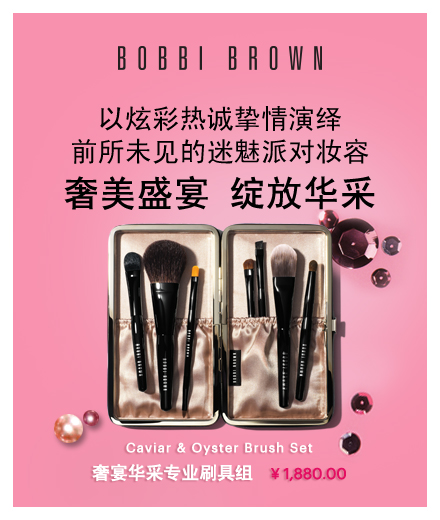 BOBBI BROWN
以炫彩热诚挚情演绎
前所未见的迷魅派对妆容
奢美盛宴 绽放华采
Caviar & Oyster Brush Set
奢宴华采专业刷具组 ¥1,880.00